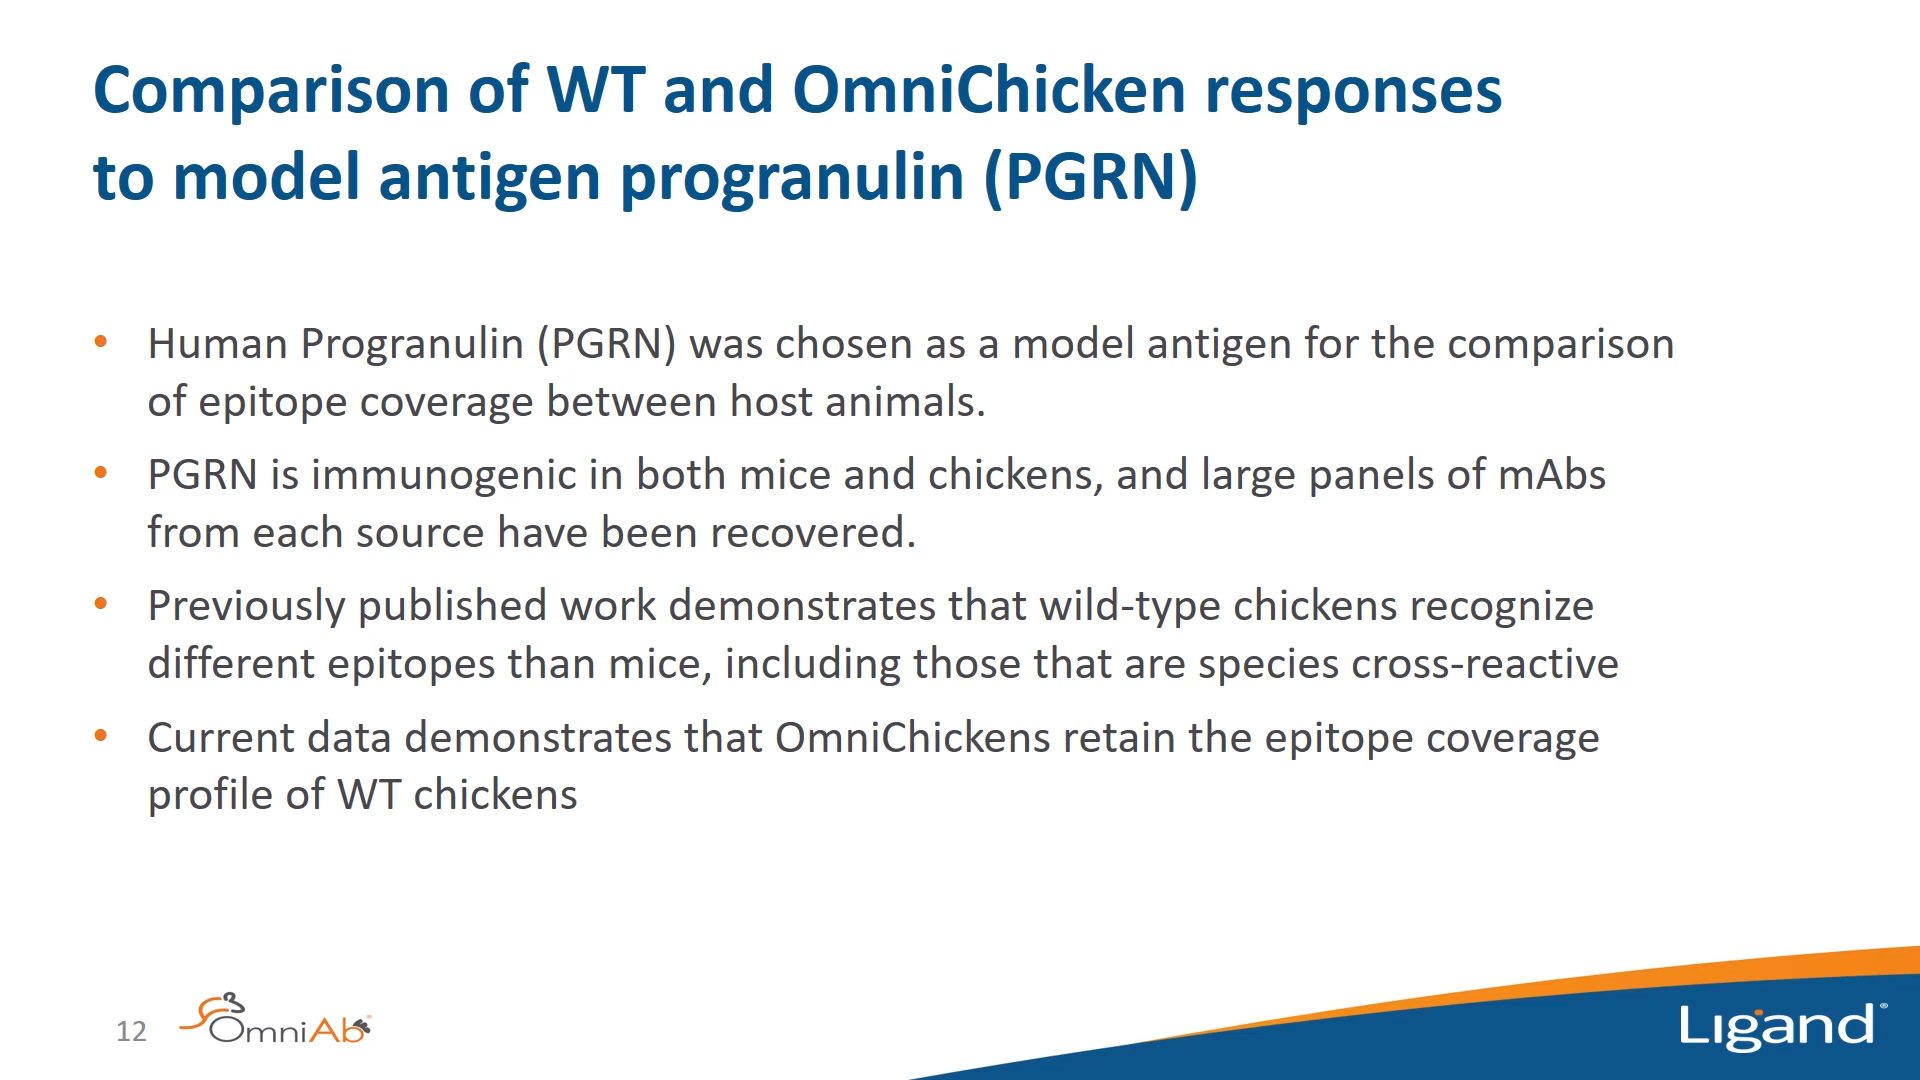 Comparison of WT and OmniChicken responses
to model antigen progranulin (PGRN)
• Human Progranulin (PGRN) was chosen as a model antigen for the comparison
of epitope coverage between host animals.
• PGRN is immunogenic in both mice and chickens, and large panels of mAbs
from each source have been recovered.
• Previously published work demonstrates that wild-type chickens recognize
different epitopes than mice, including those that are species cross-reactive
• Current data demonstrates that OmniChickens retain the epitope coverage
profile of WT chickens
12
OmniAb®
Ligand®